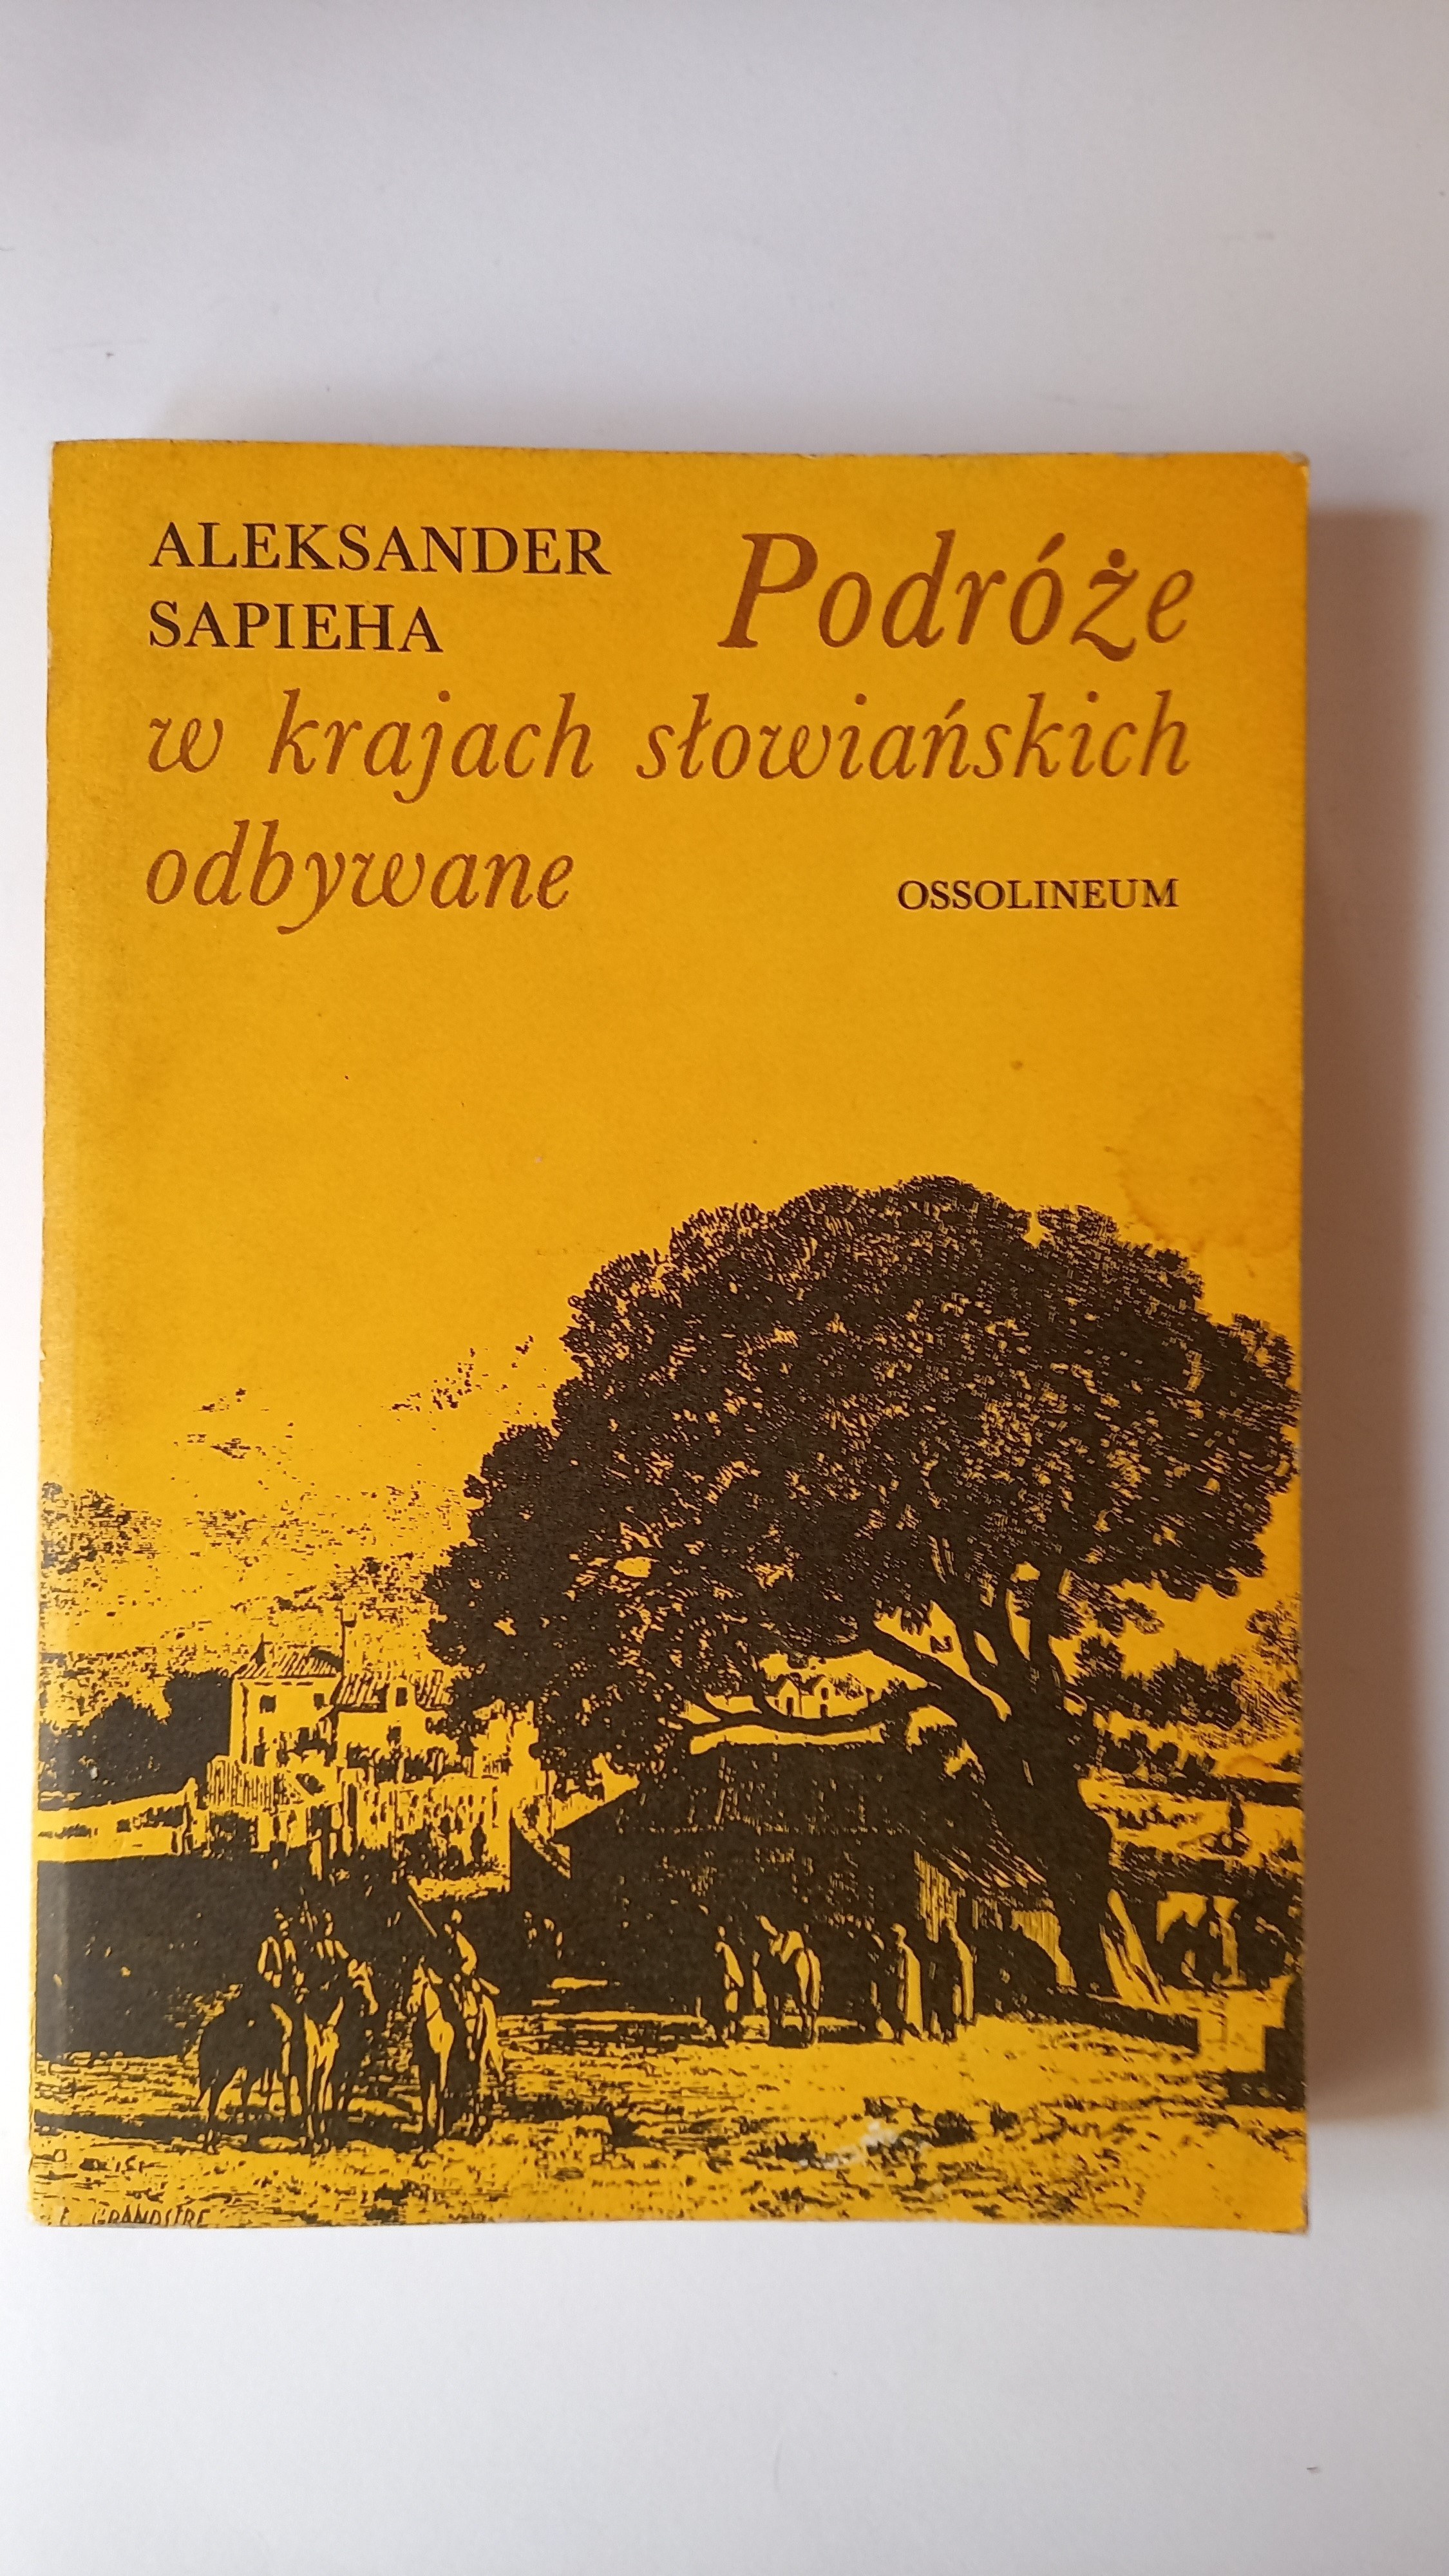 ALEKSANDER
SAPIEHA
Podróże
w krajach słowiańskich
odbywane
OSSOLINEUM